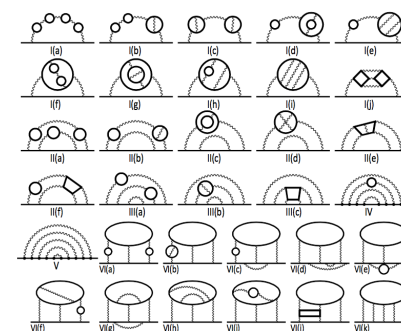 I(a) I(b) I(c) I(d) I(e)
I(f) I(g) I(h) I(i) I(j)
II(a) II(b) II(c) II(d) II(e)
II(f) III(a) III(b) III(c) IV
V VI(a) VI(b) VI(c) VI(d) VI(e)
VI(f) VI(g) VI(h) VI(i) VI(j) VI(k)